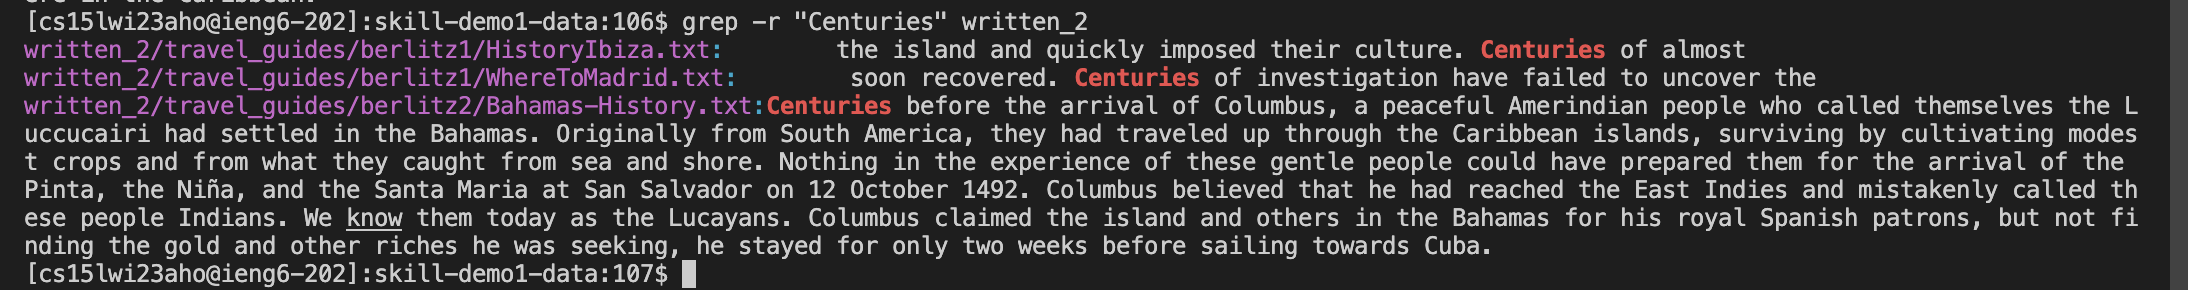 [cs15lwi23aho@ieng6-202]:skill-demo1-data:106$ grep -r "Centuries" written_2
written_2/travel_guides/berlitz1/HistoryIbiza.txt:        the island and quickly imposed their culture. Centuries of almost
written_2/travel_guides/berlitz1/WhereToMadrid.txt:        soon recovered. Centuries of investigation have failed to uncover the
written_2/travel_guides/berlitz2/Bahamas-History.txt:Centuries before the arrival of Columbus, a peaceful Amerindian people who called themselves the L
uccucairi had settled in the Bahamas. Originally from South America, they had traveled up through the Caribbean islands, surviving by cultivating modes
t crops and from what they caught from sea and shore. Nothing in the experience of these gentle people could have prepared them for the arrival of the
Pinta, the Niña, and the Santa Maria at San Salvador on 12 October 1492. Columbus believed that he had reached the East Indies and mistakenly called th
ese people Indians. We know them today as the Lucayans. Columbus claimed the island and others in the Bahamas for his royal Spanish patrons, but not fi
nding the gold and other riches he was seeking, he stayed for only two weeks before sailing towards Cuba.
[cs15lwi23aho@ieng6-202]:skill-demo1-data:107$